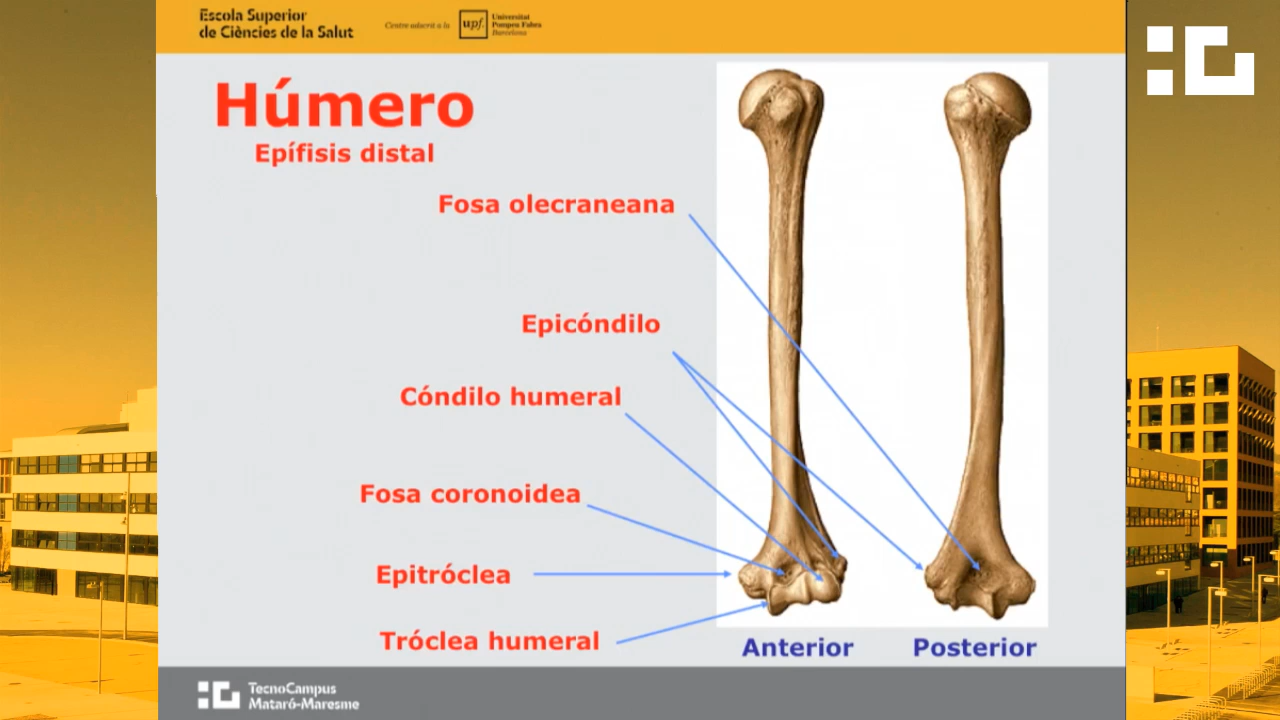 Escola Superior
de Ciències de la Salut
Centre adscrit a la
upf.
Universitat
Pompeu Fabra
Barcelona
Húmero
Epífisis distal
Fosa olecraneana
Epicóndilo
Cóndilo humeral
Fosa coronoidea
Epitróclea
Tróclea humeral
Anterior
Posterior
TecnoCampus
Mataró-Maresme